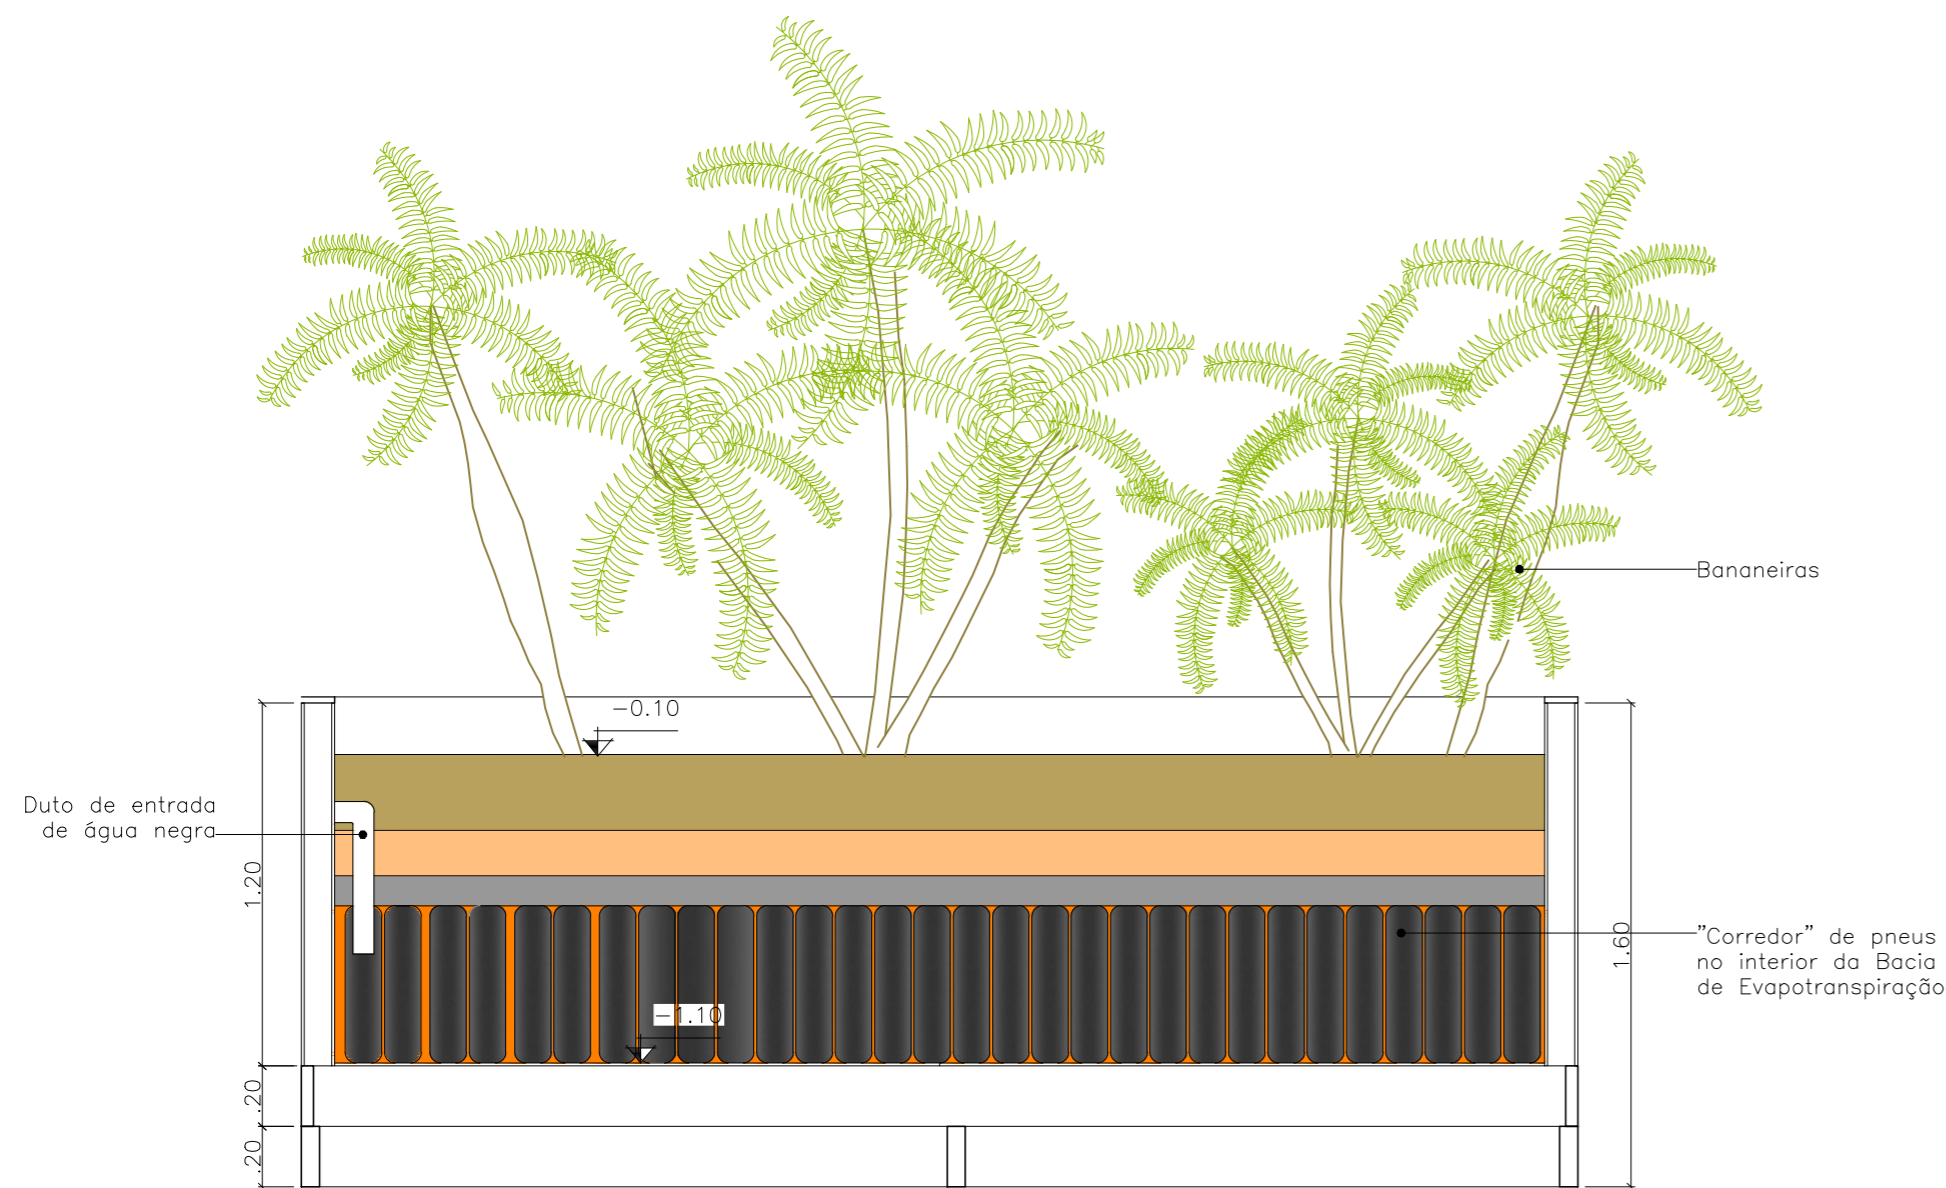 Bananeiras
−0.10
Duto de entrada
de água negra
1.20
"Corredor" de pneus
no interior da Bacia
de Evapotranspiração
1.60
−1.10
.20
.20